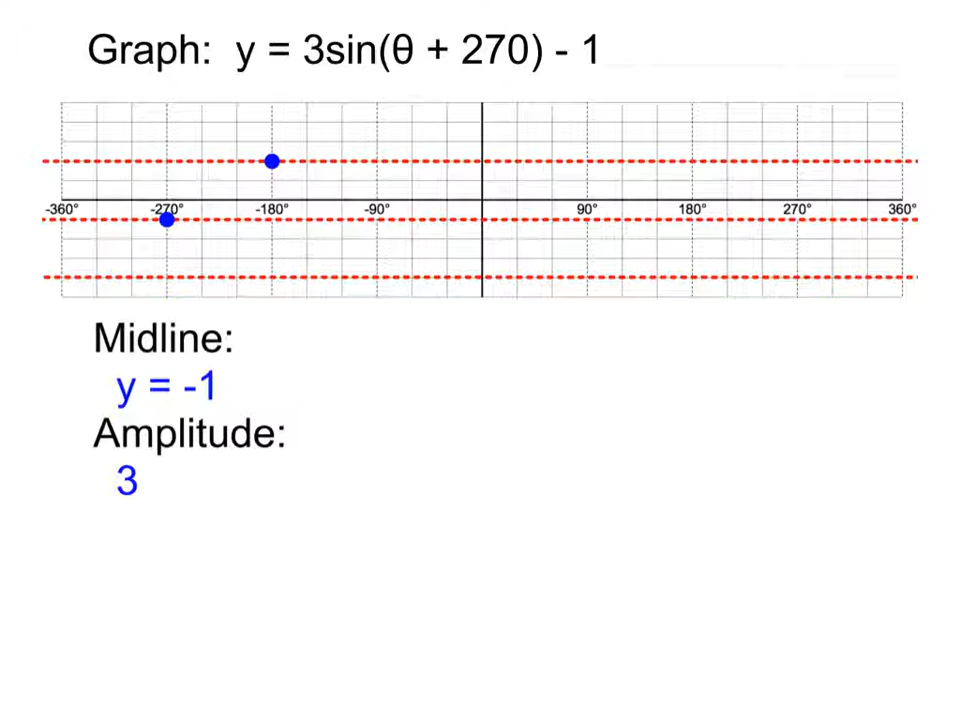 Graph: y = 3sin(θ + 270) - 1
-360° -270° -180° -90° 90° 180° 270° 360°
Midline:
y = -1
Amplitude:
3